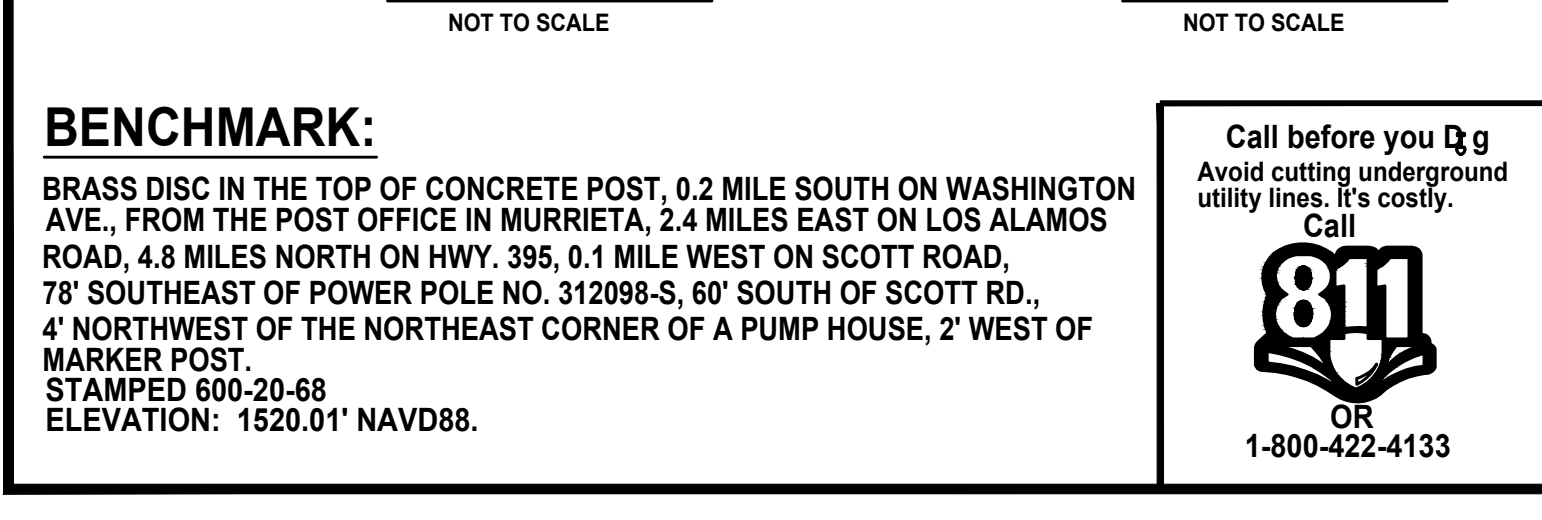 NOT TO SCALE
NOT TO SCALE
BENCHMARK:
BRASS DISC IN THE TOP OF CONCRETE POST, 0.2 MILE SOUTH ON WASHINGTON
AVE., FROM THE POST OFFICE IN MURRIETA, 2.4 MILES EAST ON LOS ALAMOS
ROAD, 4.8 MILES NORTH ON HWY. 395, 0.1 MILE WEST ON SCOTT ROAD,
78' SOUTHEAST OF POWER POLE NO. 312098-S, 60' SOUTH OF SCOTT RD.,
4' NORTHWEST OF THE NORTHEAST CORNER OF A PUMP HOUSE, 2' WEST OF
MARKER POST.
STAMPED 600-20-68
ELEVATION: 1520.01' NAVD88.
Call before you Dig
Avoid cutting underground
utility lines. It's costly.
Call
811
OR
1-800-422-4133